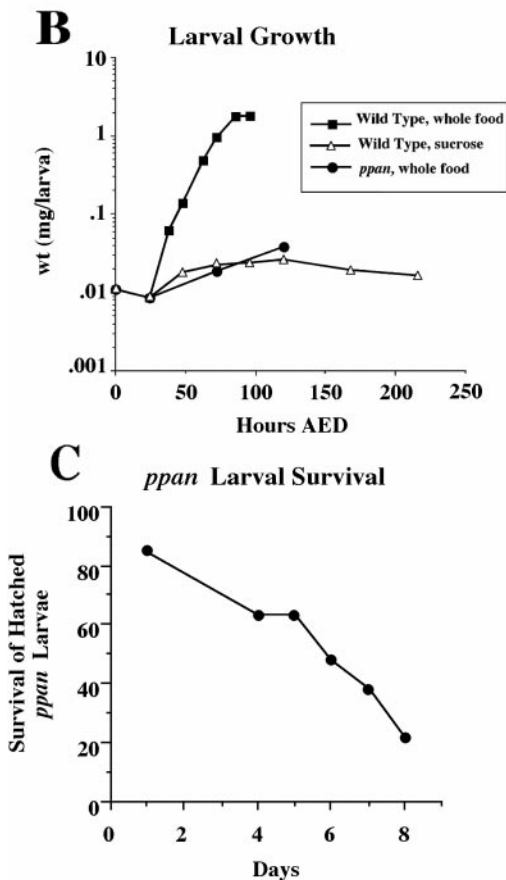 B Larval Growth
10
1
.1
.01
.001
wt (mg/larva)
0 50 100 150 200 250
Hours AED
Wild Type, whole food
Wild Type, sucrose
ppan, whole food
C ppan Larval Survival
100
80
60
40
20
0
Survival of Hatched
ppan Larvae
0 2 4 6 8
Days